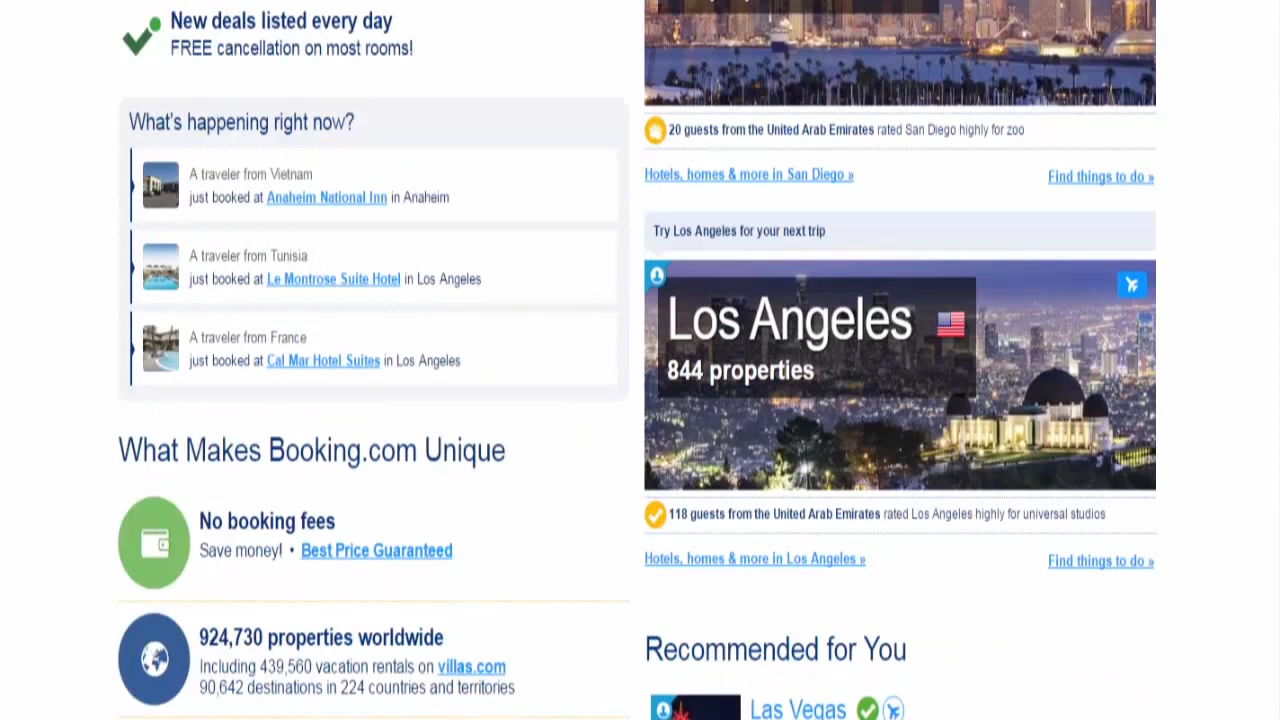 New deals listed every day
FREE cancellation on most rooms!
What's happening right now?
A traveler from Vietnam
just booked at Anaheim National Inn in Anaheim
A traveler from Tunisia
just booked at Le Montrose Suite Hotel in Los Angeles
A traveler from France
just booked at Cal Mar Hotel Suites in Los Angeles
What Makes Booking.com Unique
No booking fees
Save money! • Best Price Guaranteed
924,730 properties worldwide
Including 439,560 vacation rentals on villas.com
90,642 destinations in 224 countries and territories
20 guests from the United Arab Emirates rated San Diego highly for zoo
Hotels, homes & more in San Diego »
Find things to do »
Try Los Angeles for your next trip
Los Angeles
844 properties
118 guests from the United Arab Emirates rated Los Angeles highly for universal studios
Hotels, homes & more in Los Angeles »
Find things to do »
Recommended for You
Las Vegas